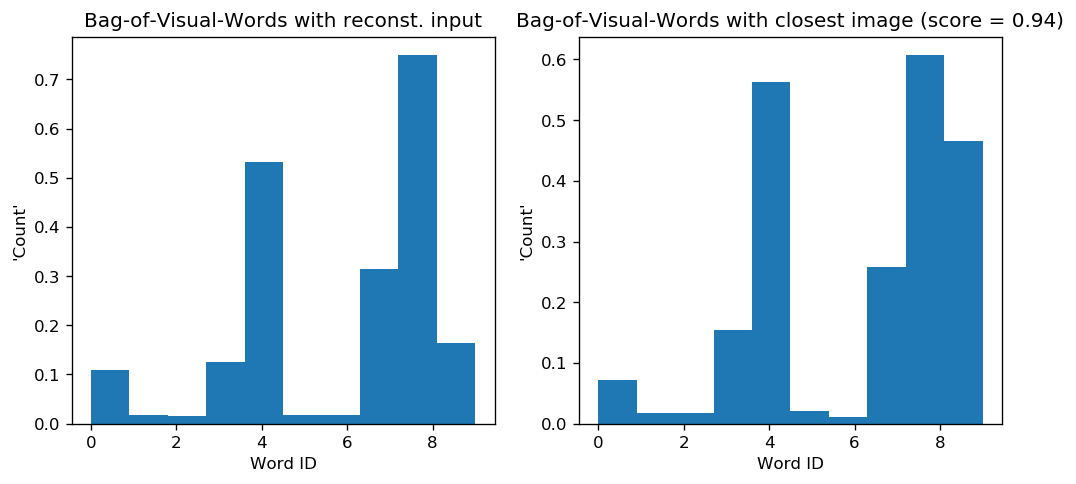 Bag-of-Visual-Words with reconst. input
0.7
0.6
0.5
0.4
0.3
0.2
0.1
0.0
'Count'
0 2 4 6 8
Word ID
Bag-of-Visual-Words with closest image (score = 0.94)
0.6
0.5
0.4
0.3
0.2
0.1
0.0
'Count'
0 2 4 6 8
Word ID